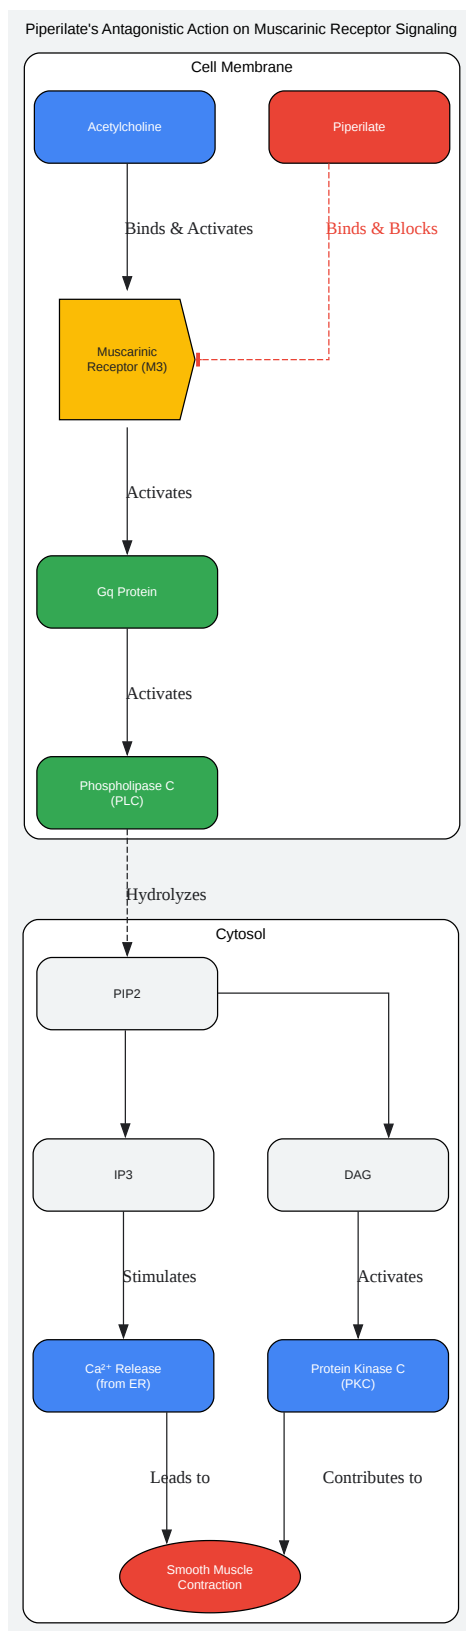 Piperilate's Antagonistic Action on Muscarinic Receptor Signaling
Cell Membrane
Acetylcholine
Piperilate
Binds & Activates
Binds & Blocks
Muscarinic
Receptor (M3)
Activates
Gq Protein
Activates
Phospholipase C
(PLC)
Hydrolyzes
Cytosol
PIP2
IP3
DAG
Stimulates
Activates
Ca²⁺ Release
(from ER)
Protein Kinase C
(PKC)
Leads to
Contributes to
Smooth Muscle
Contraction